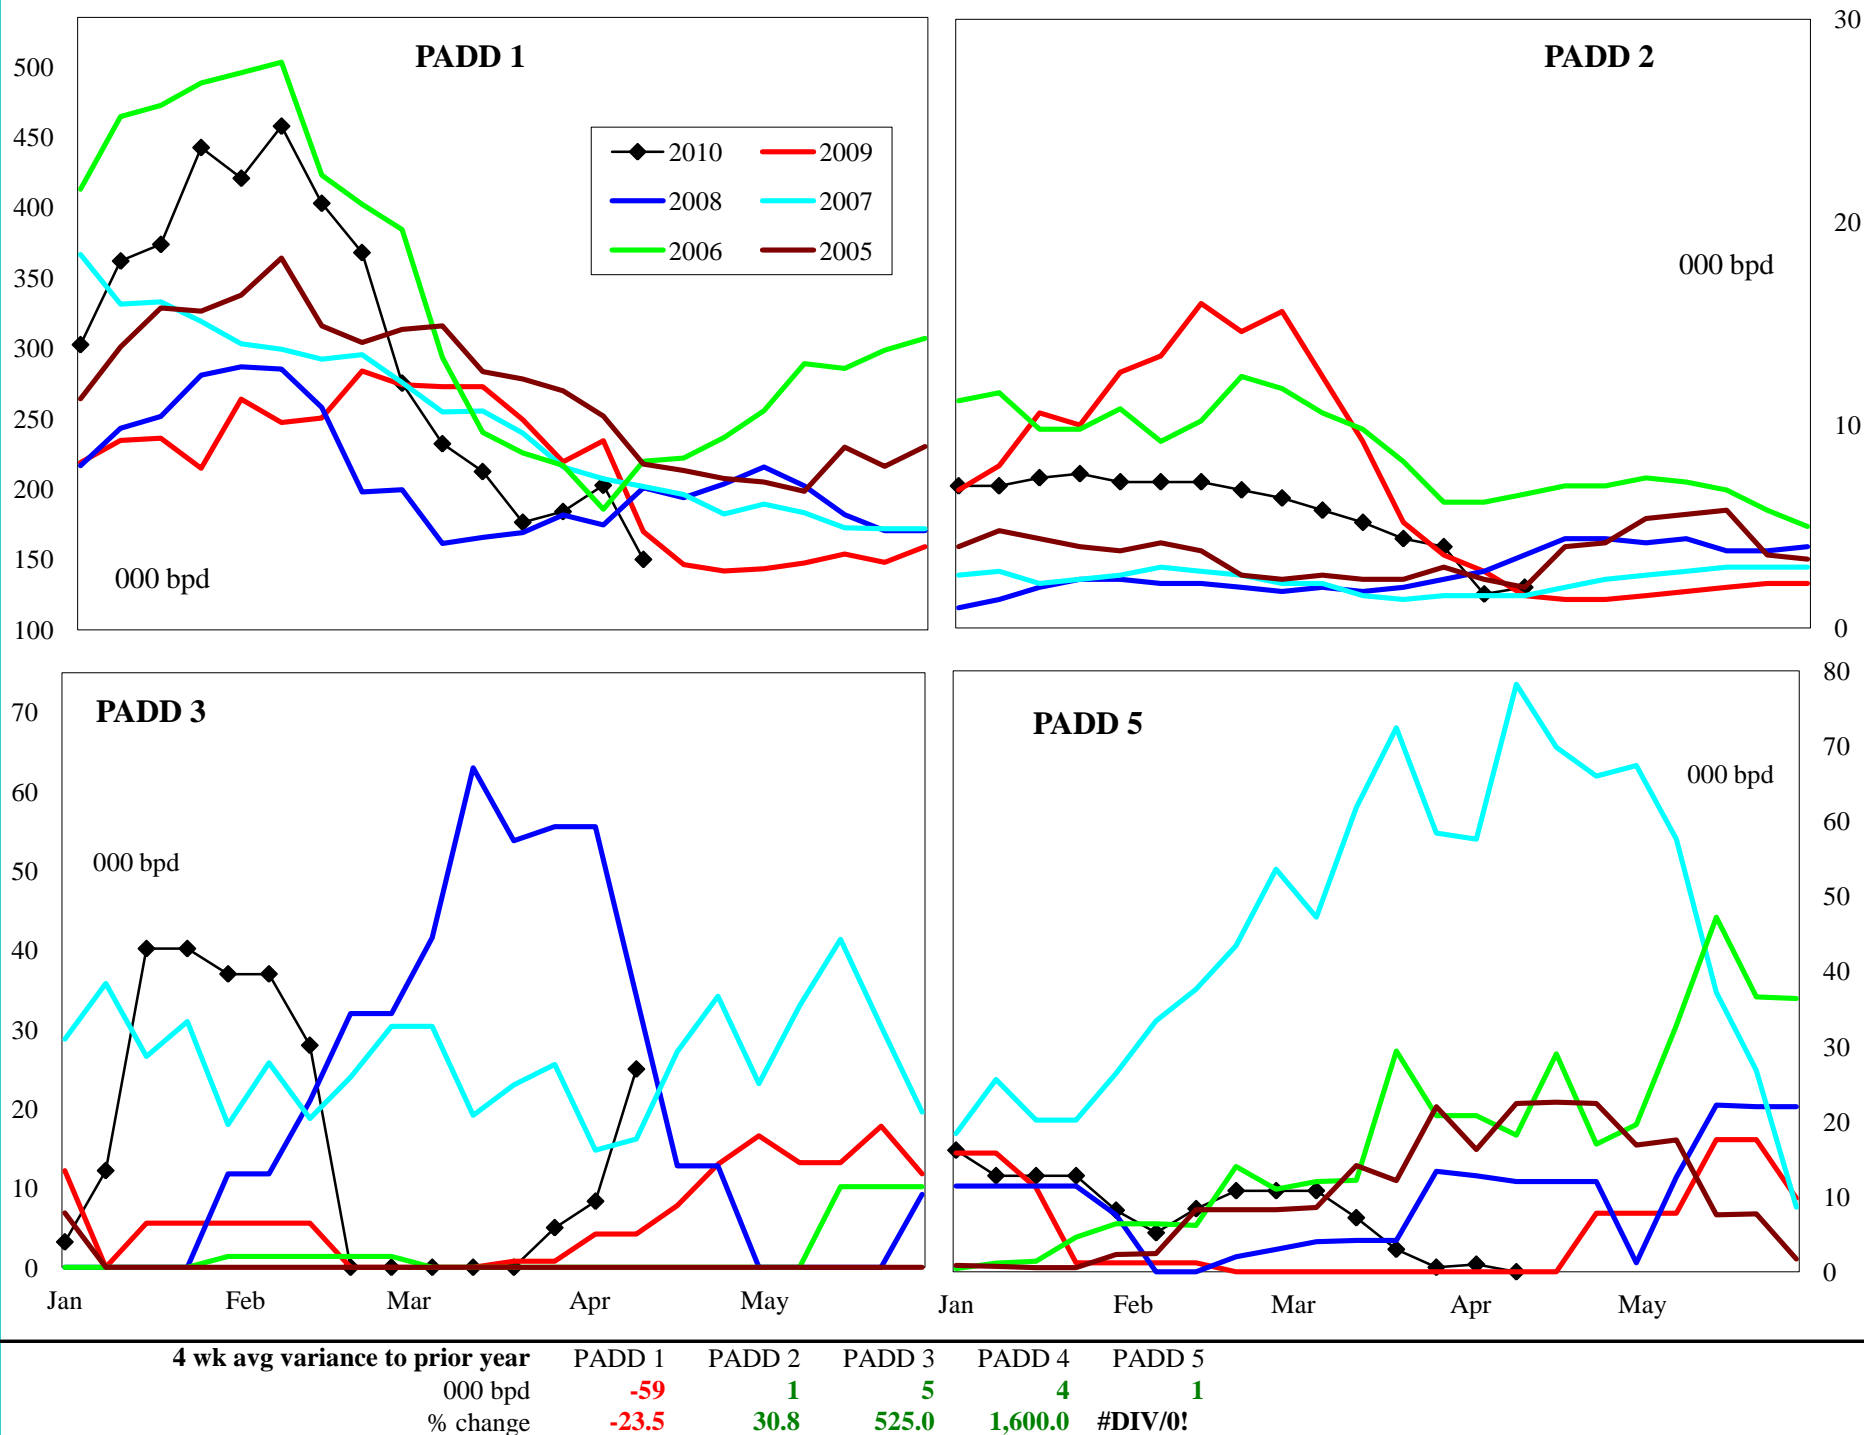 PADD 1
500
450
400
350
300
250
200
150
100
2010 2009
2008 2007
2006 2005
000 bpd
PADD 2
30
20
10
0
000 bpd
PADD 3
70
60
50
40
30
20
10
0
000 bpd
Jan Feb Mar Apr May
PADD 5
80
70
60
50
40
30
20
10
0
000 bpd
Jan Feb Mar Apr May
4 wk avg variance to prior year PADD 1 PADD 2 PADD 3 PADD 4 PADD 5
000 bpd -59 1 5 4 1
% change -23.5 30.8 525.0 1,600.0 #DIV/0!